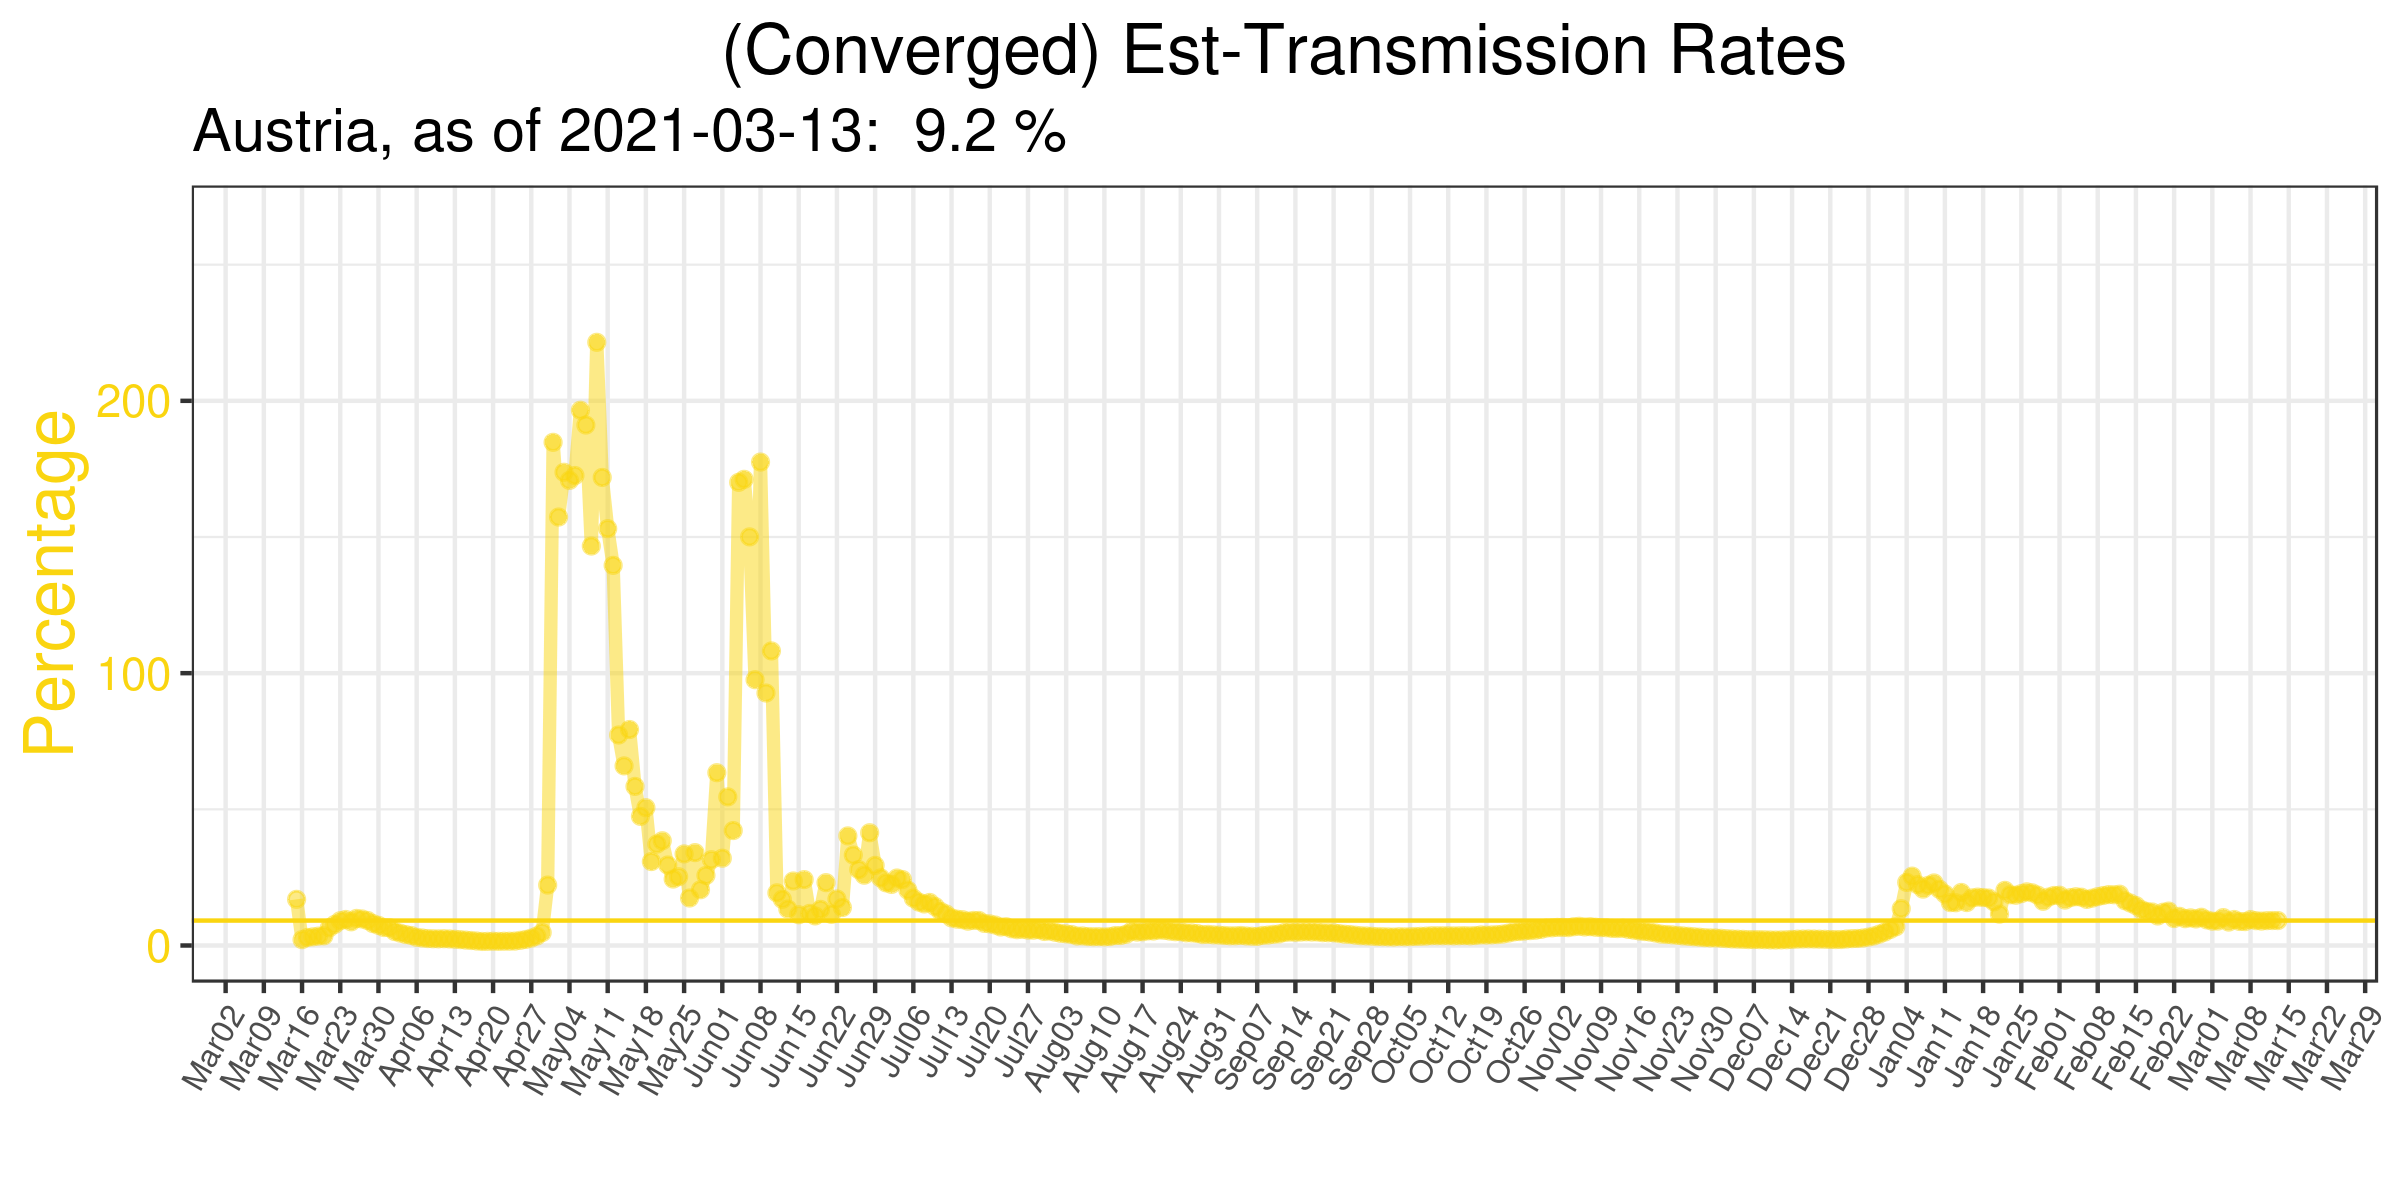 (Converged) Est-Transmission Rates
Austria, as of 2021-03-13:  9.2 %
Percentage
200
100
0
Mar02
Mar09
Mar16
Mar23
Mar30
Apr06
Apr13
Apr20
Apr27
May04
May11
May18
May25
Jun01
Jun08
Jun15
Jun22
Jun29
Jul06
Jul13
Jul20
Jul27
Aug03
Aug10
Aug17
Aug24
Aug31
Sep07
Sep14
Sep21
Sep28
Oct05
Oct12
Oct19
Oct26
Nov02
Nov09
Nov16
Nov23
Nov30
Dec07
Dec14
Dec21
Dec28
Jan04
Jan11
Jan18
Jan25
Feb01
Feb08
Feb15
Feb22
Mar01
Mar08
Mar15
Mar22
Mar29